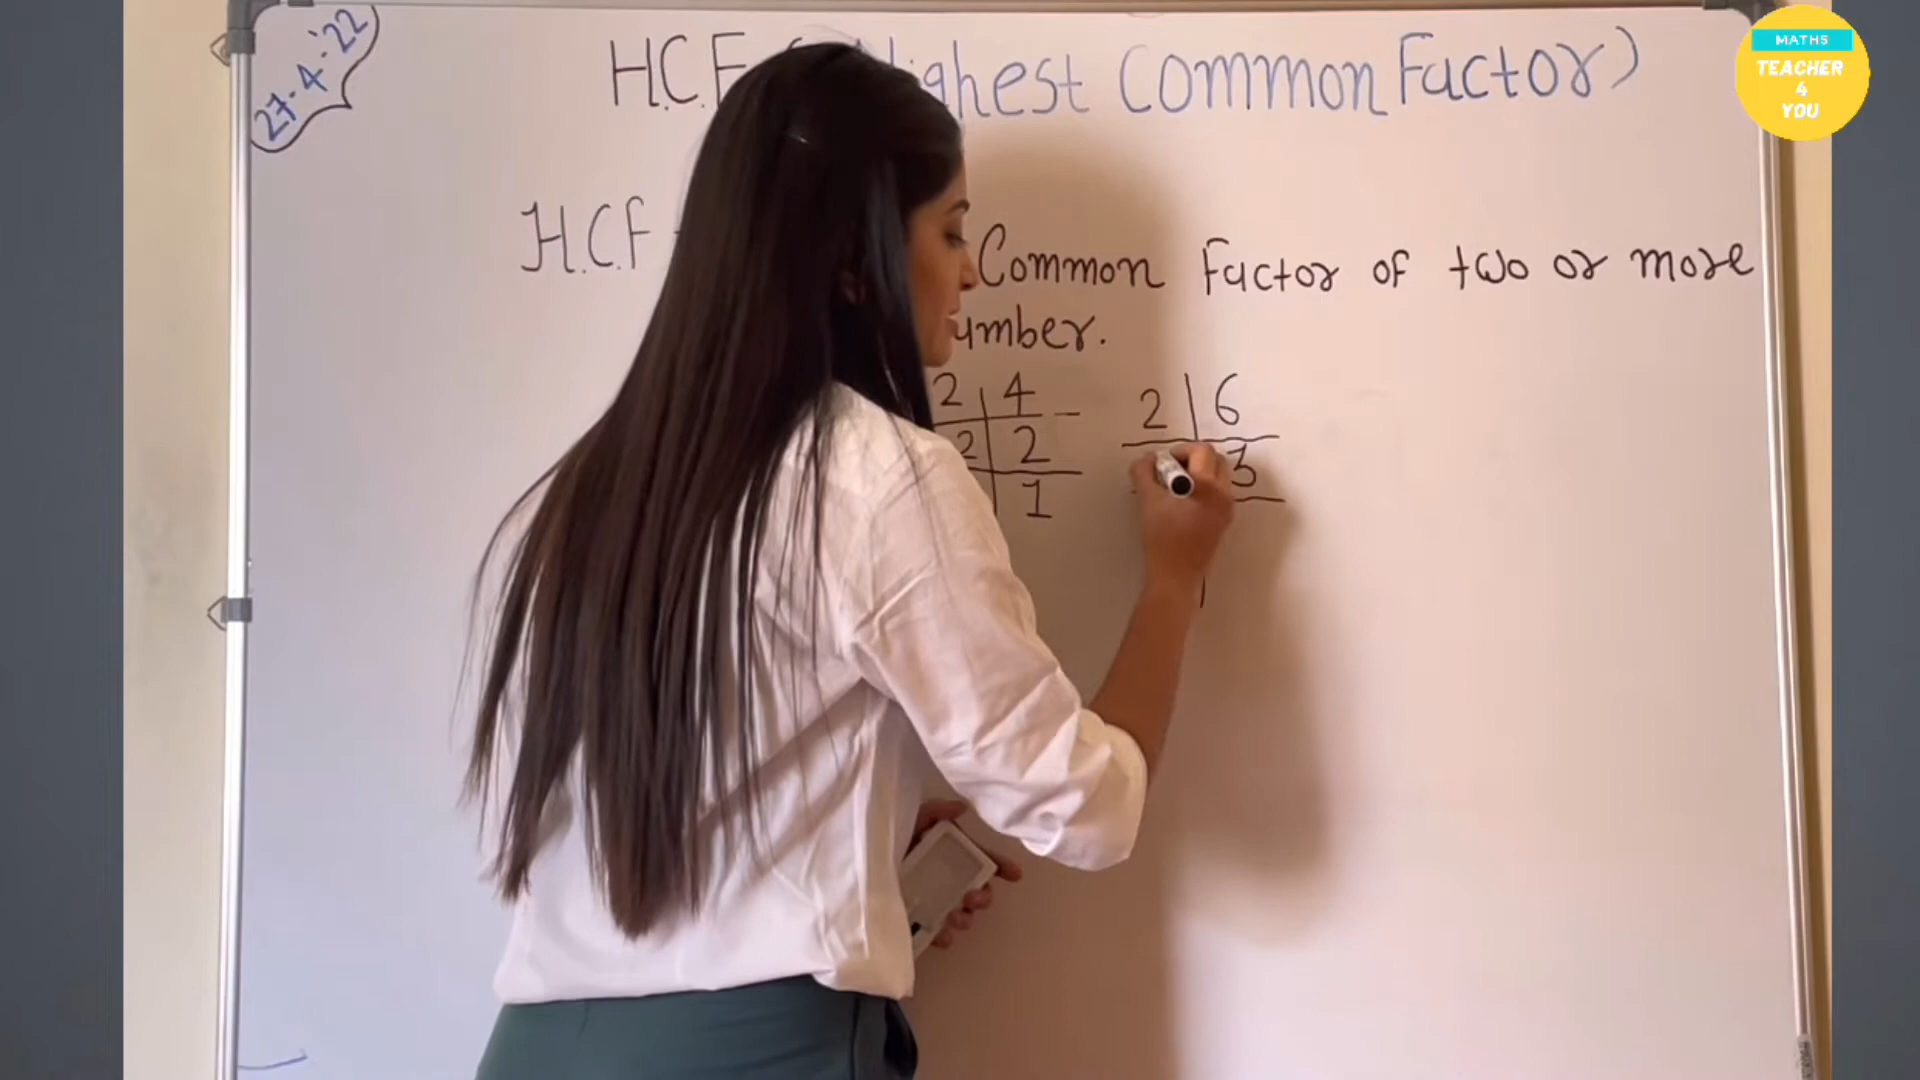 27-4-'22
H.C.F (Highest Common Factor)
H.C.F
Common Factor of two or more
umber.
2 4
2 2
1
2 6
3
MATHS
TEACHER
4
YOU